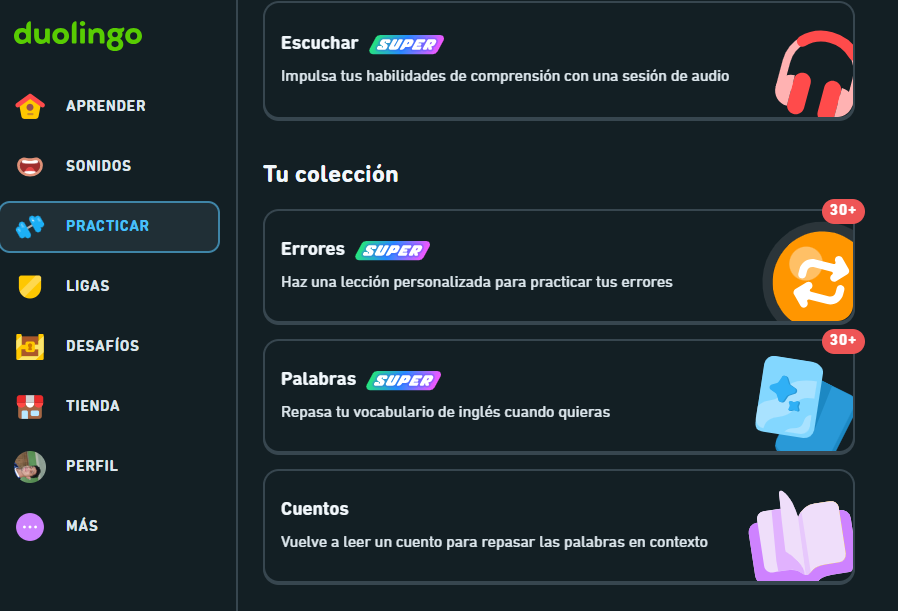 duolingo
APRENDER
SONIDOS
PRACTICAR
LIGAS
DESAFÍOS
TIENDA
PERFIL
MÁS
Escuchar SUPER
Impulsa tus habilidades de comprensión con una sesión de audio
Tu colección
30+
Errores SUPER
Haz una lección personalizada para practicar tus errores
30+
Palabras SUPER
Repasa tu vocabulario de inglés cuando quieras
Cuentos
Vuelve a leer un cuento para repasar las palabras en contexto